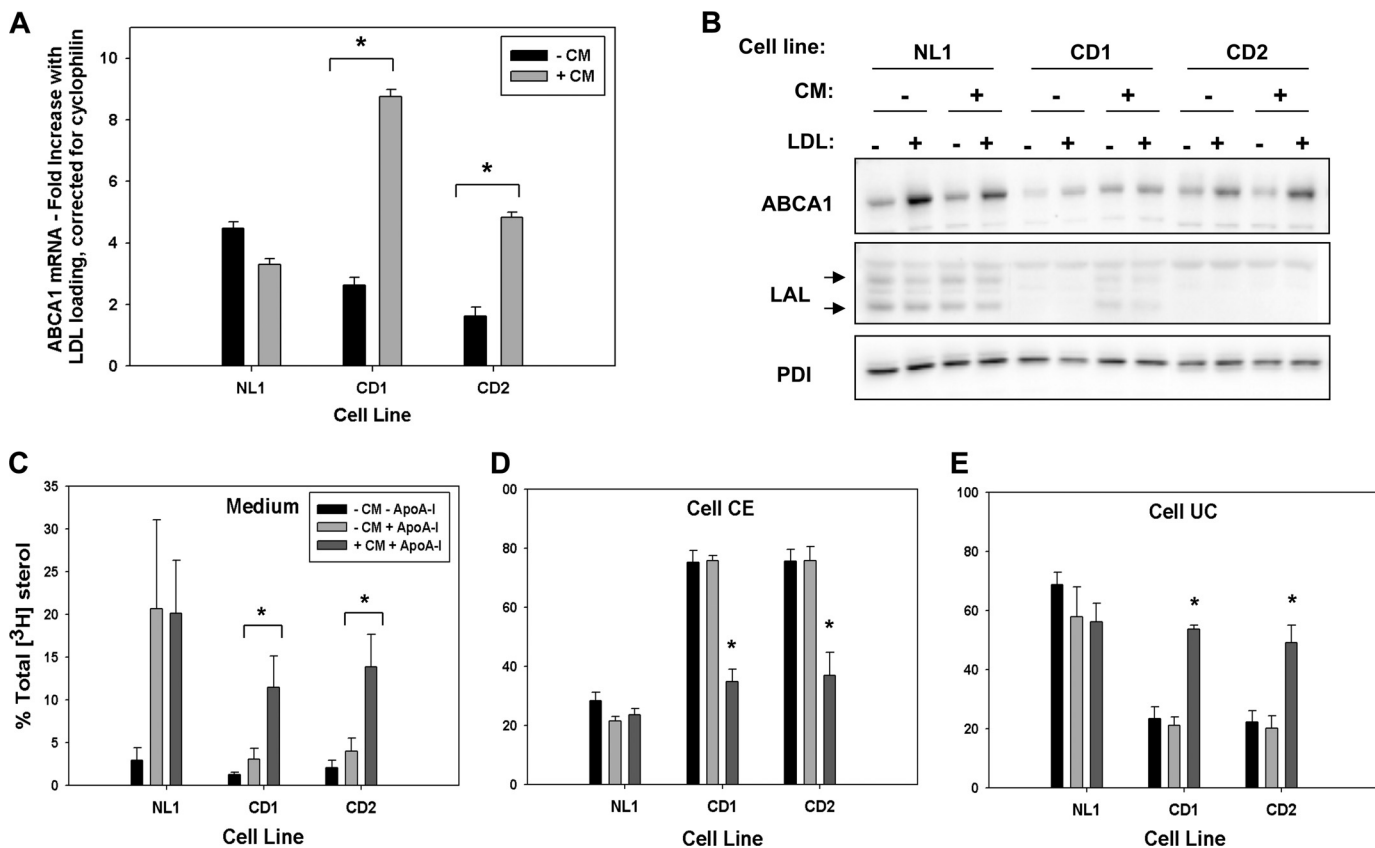 A
ABCA1 mRNA - Fold Increase with
LDL loading, corrected for cyclophilin
10
8
6
4
2
0
*
*
- CM
+ CM
NL1 CD1 CD2
Cell Line
B
Cell line: NL1 CD1 CD2
CM: - + - + - +
LDL: - + - + - + - + - + - +
ABCA1
LAL
PDI
C
% Total [³H] sterol
35
30
25
20
15
10
5
0
Medium
- CM - ApoA-I
- CM + ApoA-I
+ CM + ApoA-I
*
*
NL1 CD1 CD2
Cell Line
D
00
80
60
40
20
0
Cell CE
*
*
NL1 CD1 CD2
Cell Line
E
100
80
60
40
20
0
Cell UC
*
*
NL1 CD1 CD2
Cell Line